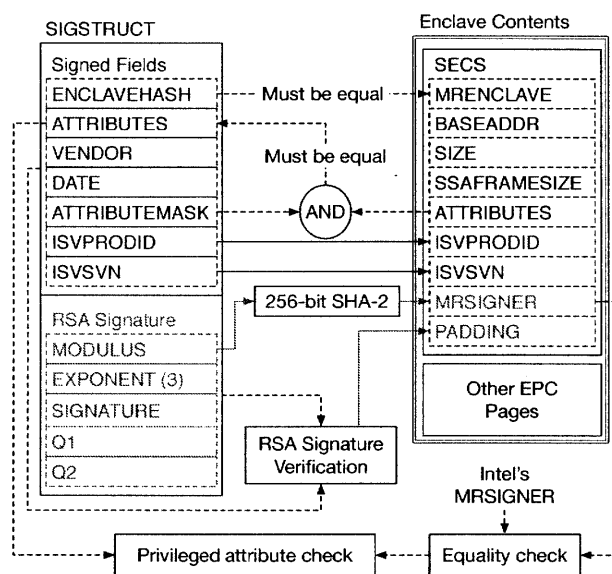 SIGSTRUCT
Signed Fields
ENCLAVEHASH
ATTRIBUTES
VENDOR
DATE
ATTRIBUTEMASK
ISVPRODID
ISVSVN
RSA Signature
MODULUS
EXPONENT (3)
SIGNATURE
Q1
Q2
Must be equal
Must be equal
AND
256-bit SHA-2
RSA Signature
Verification
Enclave Contents
SECS
MRENCLAVE
BASEADDR
SIZE
SSAFRAMESIZE
ATTRIBUTES
ISVPRODID
ISVSVN
MRSIGNER
PADDING
Other EPC
Pages
Intel's
MRSIGNER
Privileged attribute check
Equality check